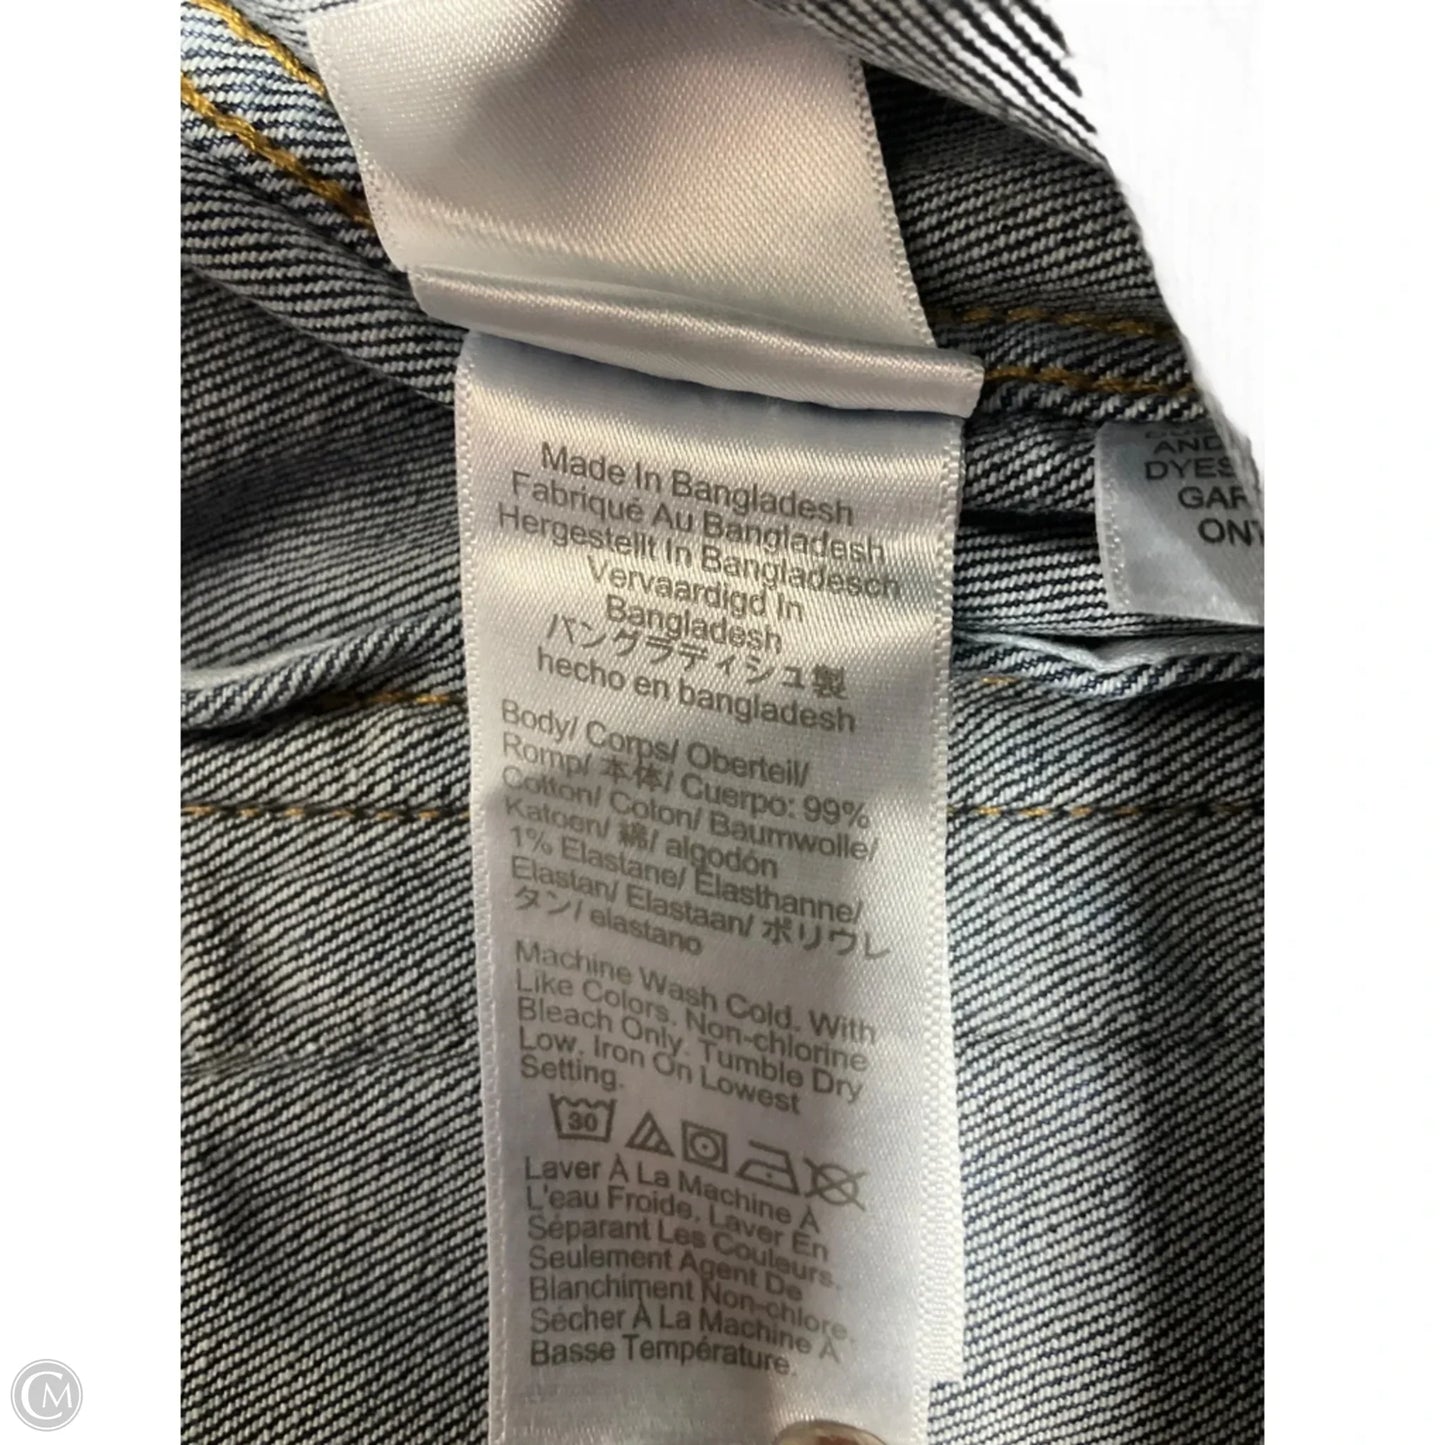 Made In Bangladesh
Fabriqué Au Bangladesh
Hergestellt In Bangladesch
Vervaardigd In
Bangladesh
バングラディシュ製
hecho en bangladesh
Body/ Corps/ Oberteil/
Romp/ 本体/ Cuerpo: 99%
Cotton/ Coton/ Baumwolle/
Katoen/ 綿/ algodón
1% Elastane/ Élasthanne/
Elastan/ Elastaan/ ポリウレ
タン/ elastano
Machine Wash Cold. With
Like Colors. Non-chlorine
Bleach Only. Tumble Dry
Low. Iron On Lowest
Setting.
30
Laver À La Machine À
L'eau Froide. Laver En
Séparant Les Couleurs.
Seulement Agent De
Blanchiment Non-chlore.
Sécher À La Machine À
Basse Température.
AND
DYES
GAR
ON
CM